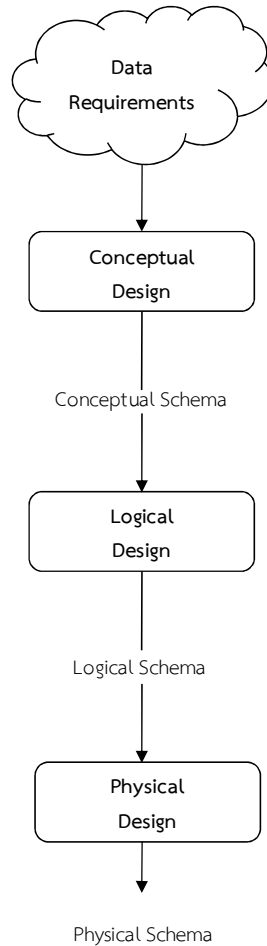 Data
Requirements
Conceptual
Design
Conceptual Schema
Logical
Design
Logical Schema
Physical
Design
Physical Schema